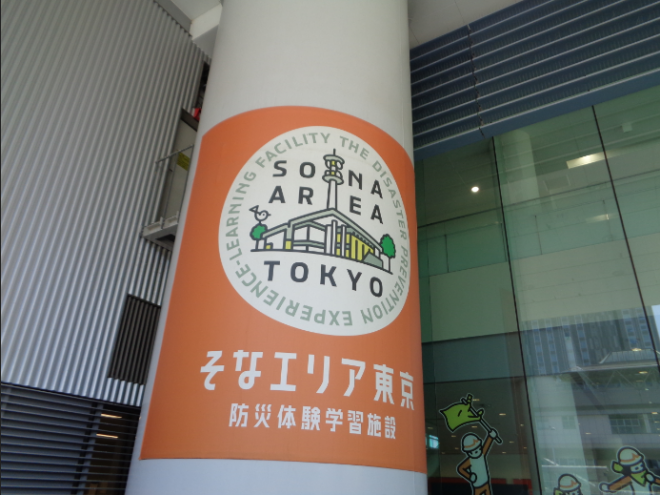 THE DISASTER PREVENTION EXPERIENCE-LEARNING FACILITY
SONA
AREA
TOKYO
そなエリア東京
防災体験学習施設